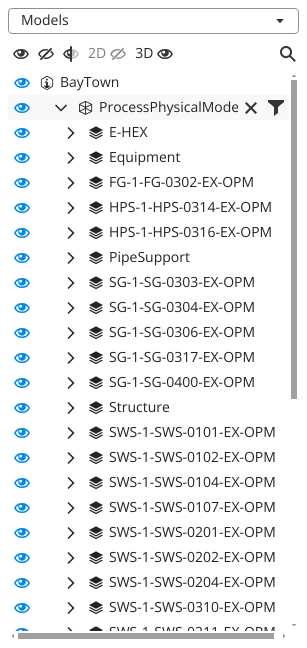 Models
2D 3D
BayTown
ProcessPhysicalMode
E-HEX
Equipment
FG-1-FG-0302-EX-OPM
HPS-1-HPS-0314-EX-OPM
HPS-1-HPS-0316-EX-OPM
PipeSupport
SG-1-SG-0303-EX-OPM
SG-1-SG-0304-EX-OPM
SG-1-SG-0306-EX-OPM
SG-1-SG-0317-EX-OPM
SG-1-SG-0400-EX-OPM
Structure
SWS-1-SWS-0101-EX-OPM
SWS-1-SWS-0102-EX-OPM
SWS-1-SWS-0104-EX-OPM
SWS-1-SWS-0107-EX-OPM
SWS-1-SWS-0201-EX-OPM
SWS-1-SWS-0202-EX-OPM
SWS-1-SWS-0204-EX-OPM
SWS-1-SWS-0310-EX-OPM
SWS-1-SWS-0311-EX-OPM